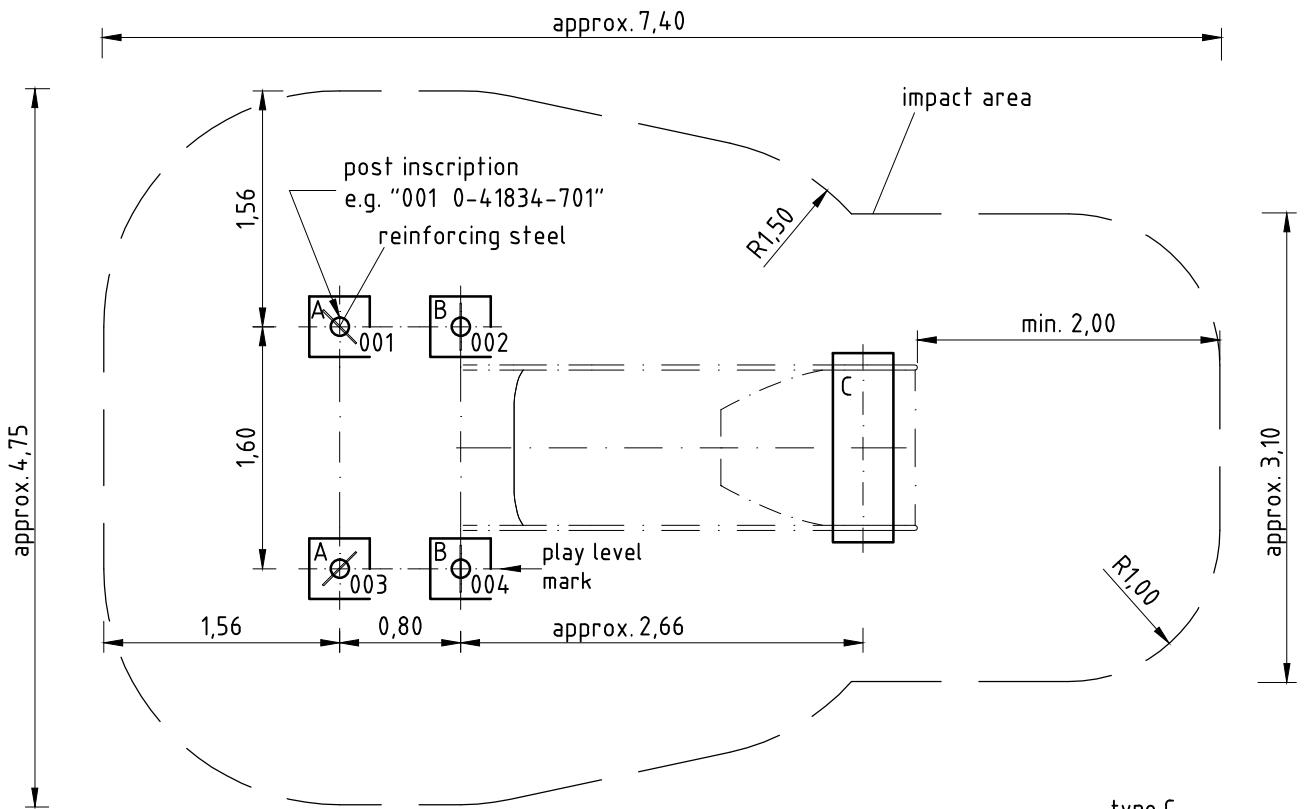 approx. 7,40
impact area
post inscription
e.g. "001 0-41834-701"
reinforcing steel
1,56
R1,50
A
001
B
002
min. 2,00
C
1,60
approx. 4,75
approx. 3,10
A
003
B
004
play level
mark
R1,00
1,56
0,80
approx. 2,66
type C